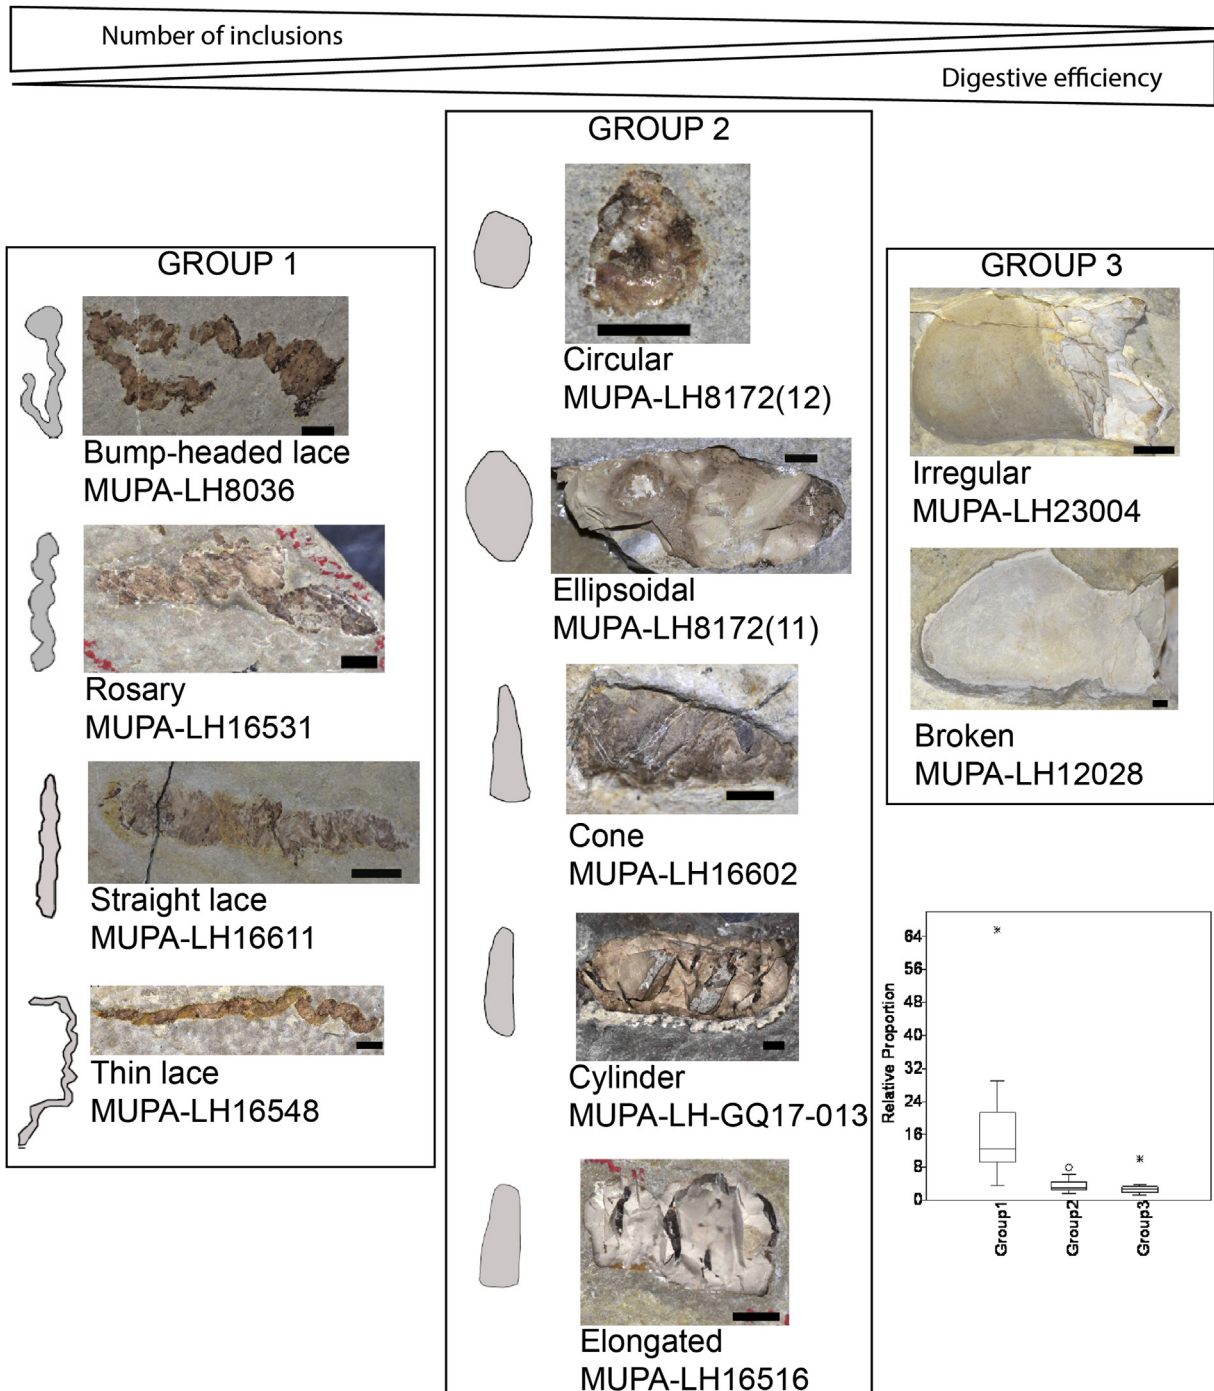 Number of inclusions
Digestive efficiency
GROUP 1
Bump-headed lace
MUPA-LH8036
Rosary
MUPA-LH16531
Straight lace
MUPA-LH16611
Thin lace
MUPA-LH16548
GROUP 2
Circular
MUPA-LH8172(12)
Ellipsoidal
MUPA-LH8172(11)
Cone
MUPA-LH16602
Cylinder
MUPA-LH-GQ17-013
Elongated
MUPA-LH16516
GROUP 3
Irregular
MUPA-LH23004
Broken
MUPA-LH12028
Relative Proportion
64
56
48
40
32
24
16
8
0
Group1
Group2
Group3